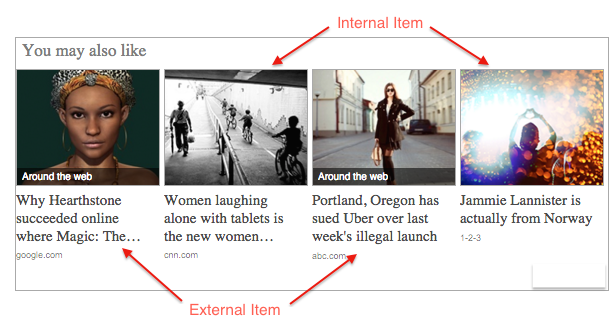 Internal Item
You may also like
Around the web
Around the web
Why Hearthstone
succeeded online
where Magic: The...
google.com
Women laughing
alone with tablets is
the new women...
cnn.com
Portland, Oregon has
sued Uber over last
week's illegal launch
abc.com
Jammie Lannister is
actually from Norway
1-2-3
External Item